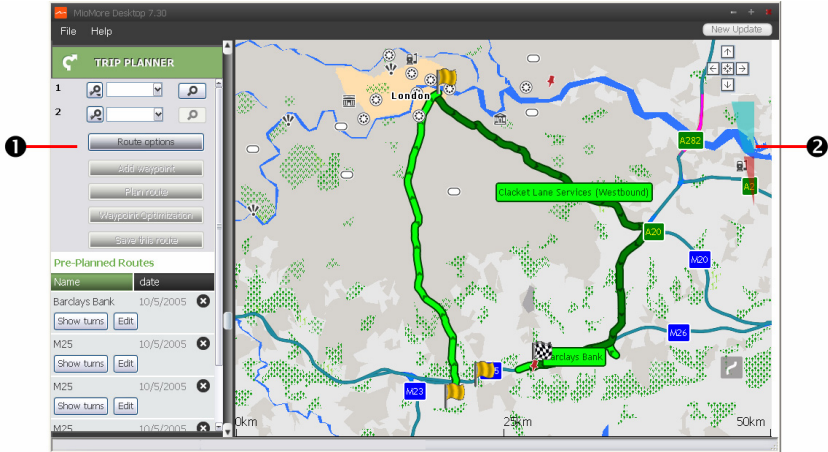 MioMore Desktop 7.30
File Help
New Update
TRIP PLANNER
1
2
Route options
Add waypoint
Plan route
Waypoint Optimization
Save this route
Pre-Planned Routes
Name date
Barclays Bank 10/5/2005
Show turns Edit
M25 10/5/2005
Show turns Edit
M25 10/5/2005
Show turns Edit
M25 10/5/2005
London
A282
A2
Clacket Lane Services (Westbound)
A20
M20
M26
Barclays Bank
5
M23
0km 25km 50km
1
2